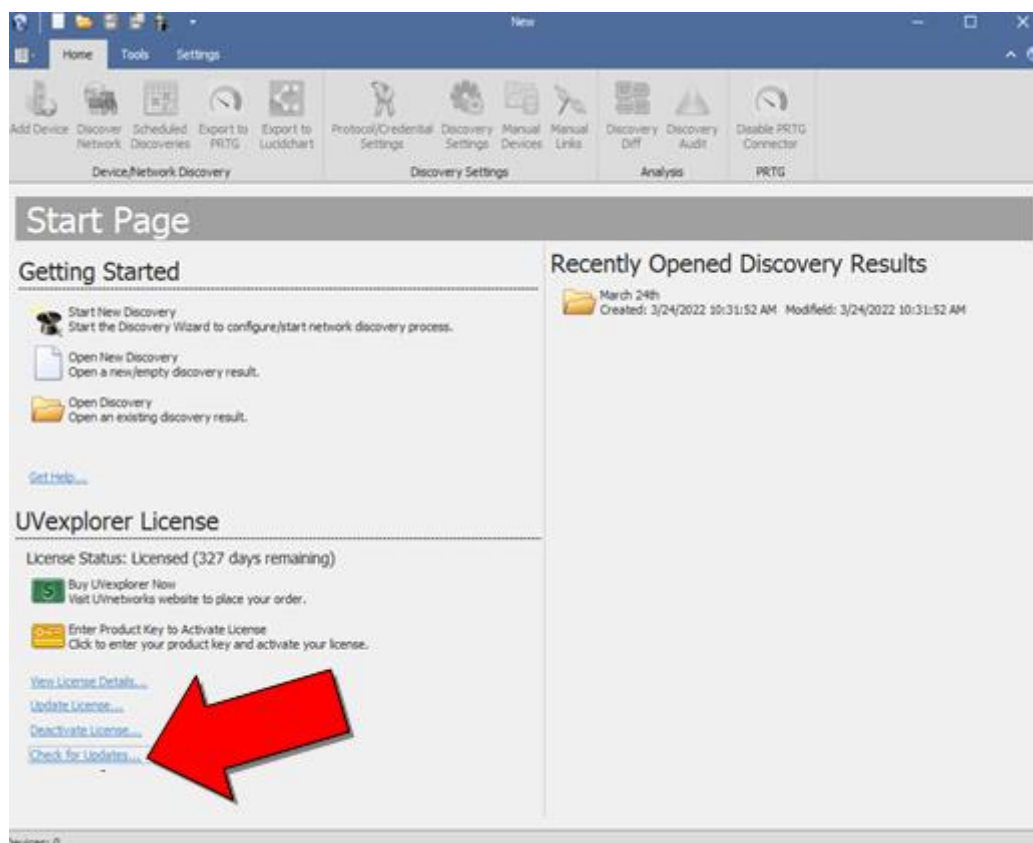 New
Home Tools Settings
Add Device Discover Network Scheduled Discoveries Export to PRTG Export to Lucidchart Protocol/Credential Settings Discovery Settings Manual Devices Manual Links Discovery Diff Discovery Audit Disable PRTG Connector
Device/Network Discovery Discovery Settings Analysis PRTG
Start Page
Getting Started
Start New Discovery
Start the Discovery Wizard to configure/start network discovery process.
Open New Discovery
Open a new/empty discovery result.
Open Discovery
Open an existing discovery result.
Get Help...
UVexplorer License
License Status: Licensed (327 days remaining)
Buy UVexplorer Now
Visit UVnetworks website to place your order.
Enter Product Key to Activate License
Click to enter your product key and activate your license.
View License Details...
Update License...
Deactivate License...
Check for Updates...
Recently Opened Discovery Results
March 24th
Created: 3/24/2022 10:31:52 AM Modifield: 3/24/2022 10:31:52 AM